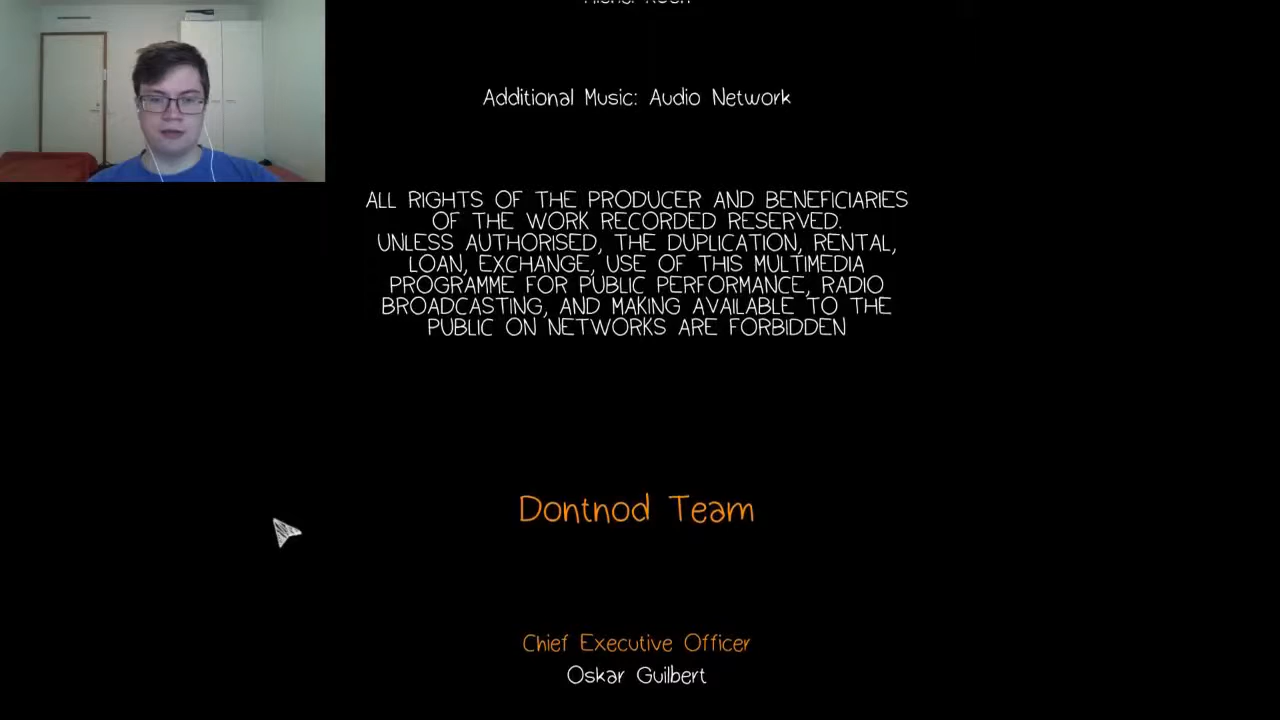 Additional Music: Audio Network
ALL RIGHTS OF THE PRODUCER AND BENEFICIARIES
OF THE WORK RECORDED RESERVED.
UNLESS AUTHORISED, THE DUPLICATION, RENTAL,
LOAN, EXCHANGE, USE OF THIS MULTIMEDIA
PROGRAMME FOR PUBLIC PERFORMANCE, RADIO
BROADCASTING, AND MAKING AVAILABLE TO THE
PUBLIC ON NETWORKS ARE FORBIDDEN
Dontnod Team
Chief Executive Officer
Oskar Guilbert